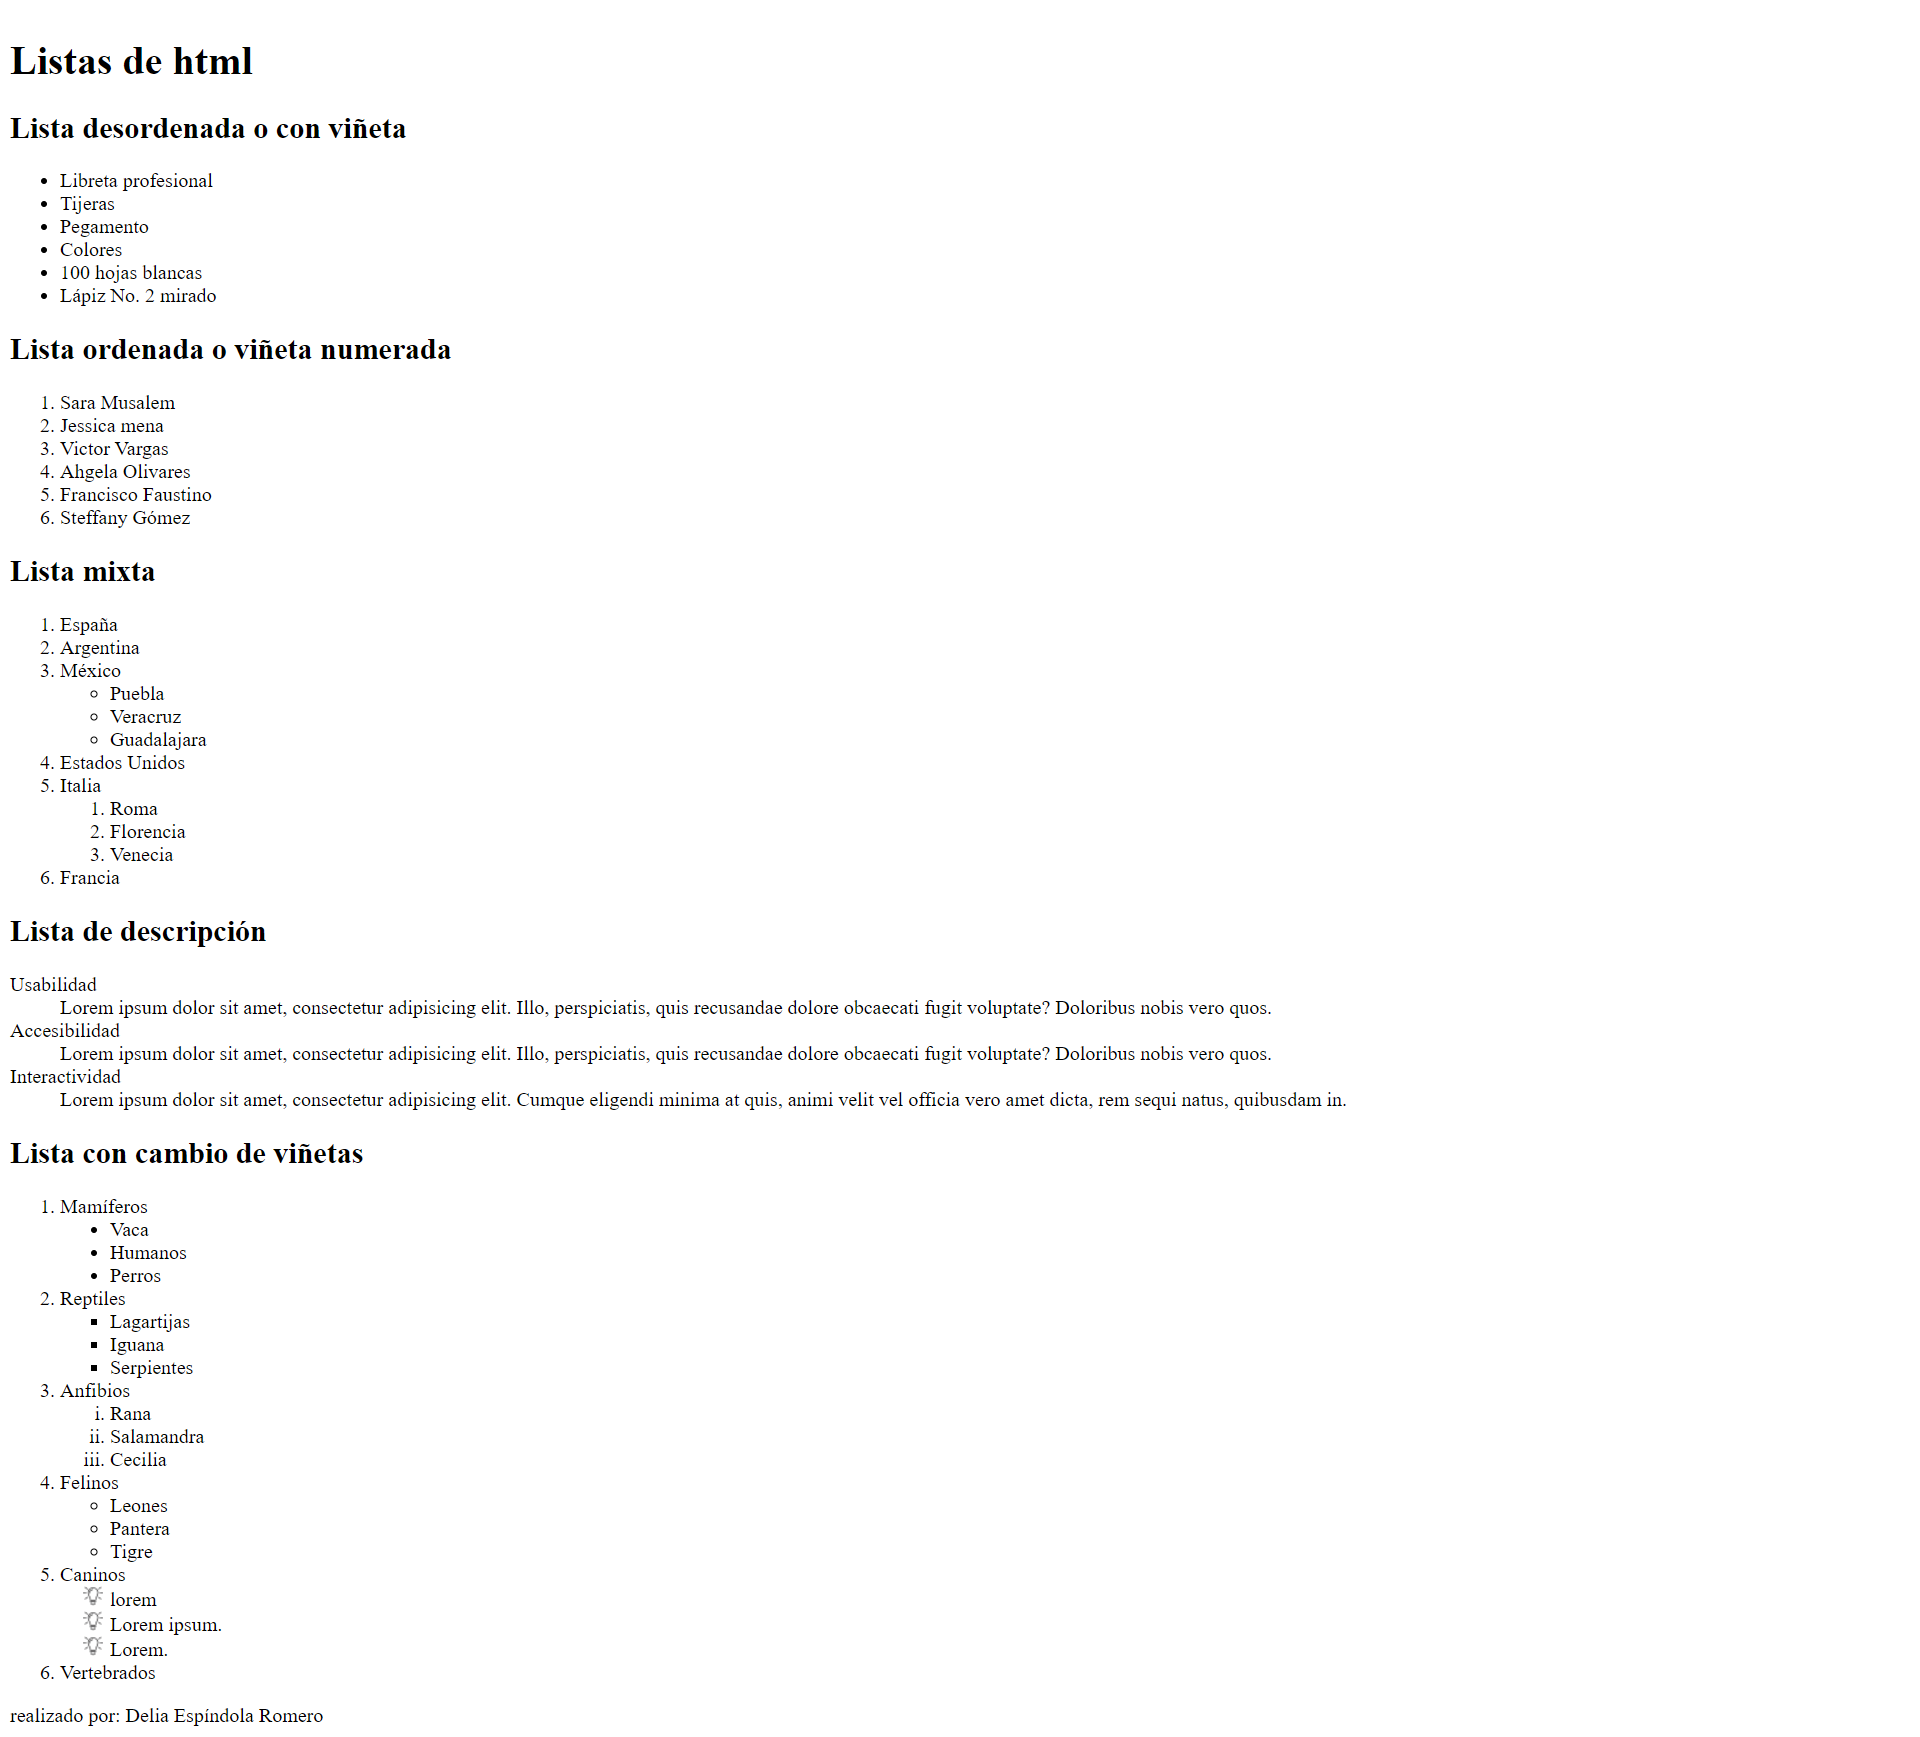 Listas de html
Lista desordenada o con viñeta
• Libreta profesional
• Tijeras
• Pegamento
• Colores
• 100 hojas blancas
• Lápiz No. 2 mirado
Lista ordenada o viñeta numerada
1. Sara Musalem
2. Jessica mena
3. Victor Vargas
4. Ahgela Olivares
5. Francisco Faustino
6. Steffany Gómez
Lista mixta
1. España
2. Argentina
3. México
◦ Puebla
◦ Veracruz
◦ Guadalajara
4. Estados Unidos
5. Italia
1. Roma
2. Florencia
3. Venecia
6. Francia
Lista de descripción
Usabilidad
Lorem ipsum dolor sit amet, consectetur adipisicing elit. Illo, perspiciatis, quis recusandae dolore obcaecati fugit voluptate? Doloribus nobis vero quos.
Accesibilidad
Lorem ipsum dolor sit amet, consectetur adipisicing elit. Illo, perspiciatis, quis recusandae dolore obcaecati fugit voluptate? Doloribus nobis vero quos.
Interactividad
Lorem ipsum dolor sit amet, consectetur adipisicing elit. Cumque eligendi minima at quis, animi velit vel officia vero amet dicta, rem sequi natus, quibusdam in.
Lista con cambio de viñetas
1. Mamíferos
• Vaca
• Humanos
• Perros
2. Reptiles
▪ Lagartijas
▪ Iguana
▪ Serpientes
3. Anfibios
i. Rana
ii. Salamandra
iii. Cecilia
4. Felinos
◦ Leones
◦ Pantera
◦ Tigre
5. Caninos
lorem
Lorem ipsum.
Lorem.
6. Vertebrados
realizado por: Delia Espíndola Romero